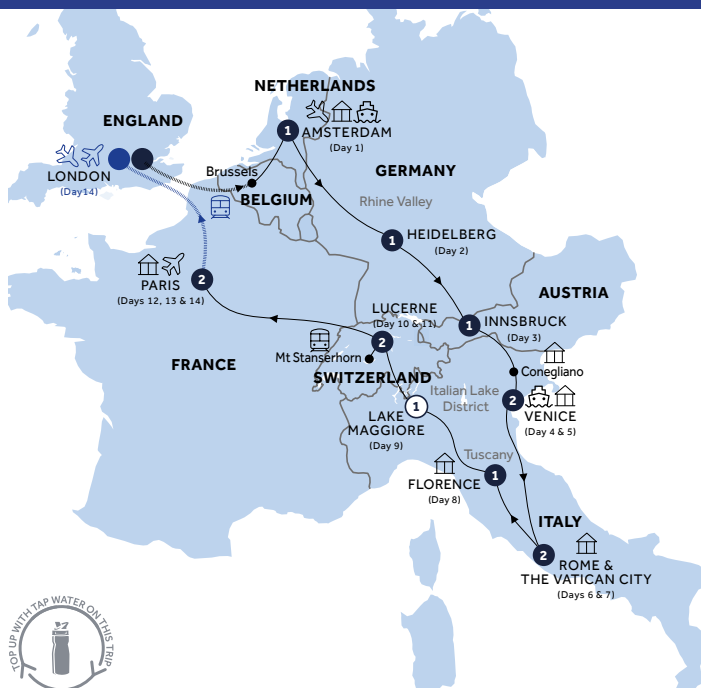 NETHERLANDS
1
AMSTERDAM
(Day 1)
ENGLAND
LONDON
(Day14)
Brussels
BELGIUM
GERMANY
Rhine Valley
1
HEIDELBERG
(Day 2)
2
PARIS
(Days 12, 13 & 14)
AUSTRIA
1
INNSBRUCK
(Day 3)
LUCERNE
(Day 10 & 11)
2
Mt Stanserhorn
SWITZERLAND
FRANCE
Conegliano
Italian Lake
District
2
VENICE
(Day 4 & 5)
1
LAKE
MAGGIORE
(Day 9)
Tuscany
1
FLORENCE
(Day 8)
ITALY
2
ROME &
THE VATICAN CITY
(Days 6 & 7)
TOP UP WITH TAP WATER ON THIS TRIP